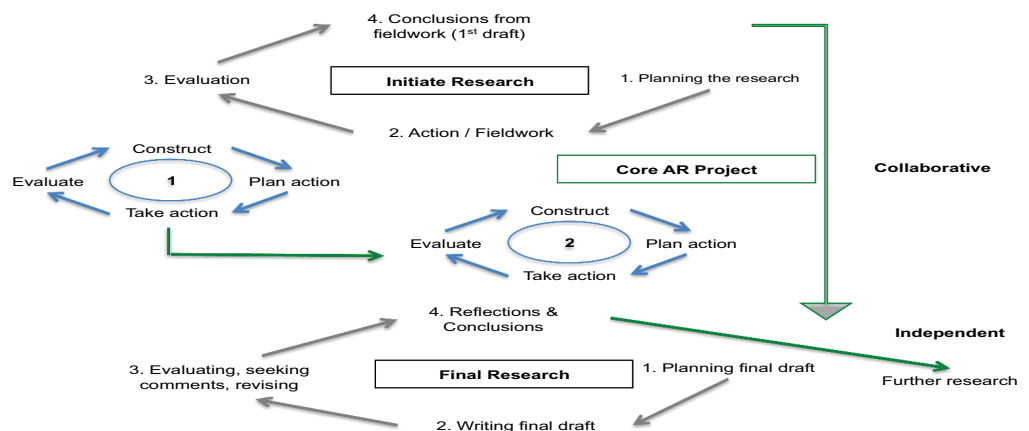 4. Conclusions from
fieldwork (1st draft)
3. Evaluation
Initiate Research
1. Planning the research
2. Action / Fieldwork
Construct
Evaluate
1
Plan action
Take action
Core AR Project
Collaborative
Construct
Evaluate
2
Plan action
Take action
4. Reflections &
Conclusions
Independent
3. Evaluating, seeking
comments, revising
Final Research
1. Planning final draft
Further research
2. Writing final draft